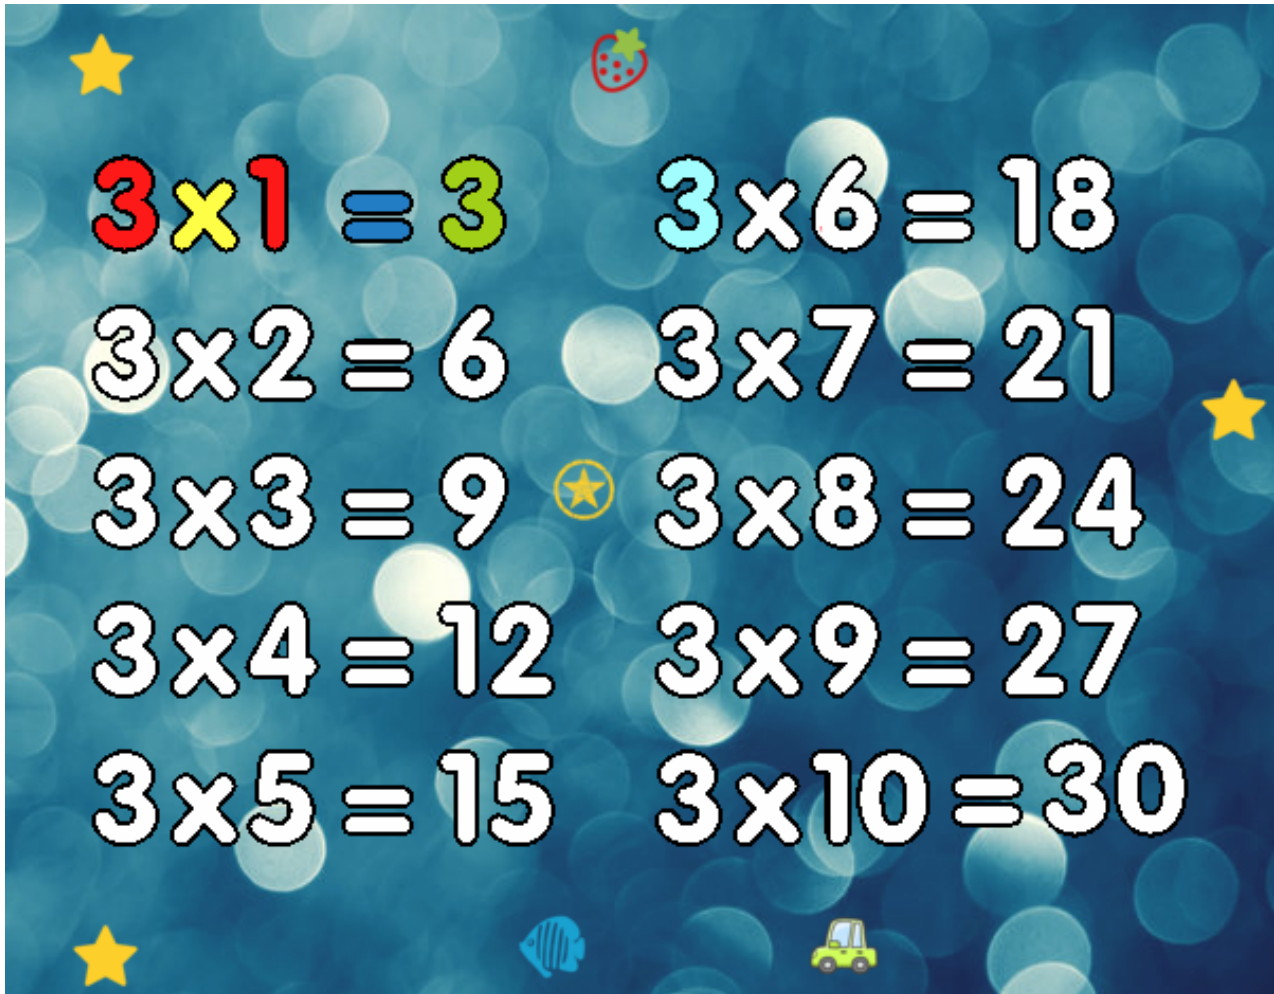 3x1 = 3
3x2 = 6
3x3 = 9
3x4 = 12
3x5 = 15
3x6 = 18
3x7 = 21
3x8 = 24
3x9 = 27
3x10 = 30